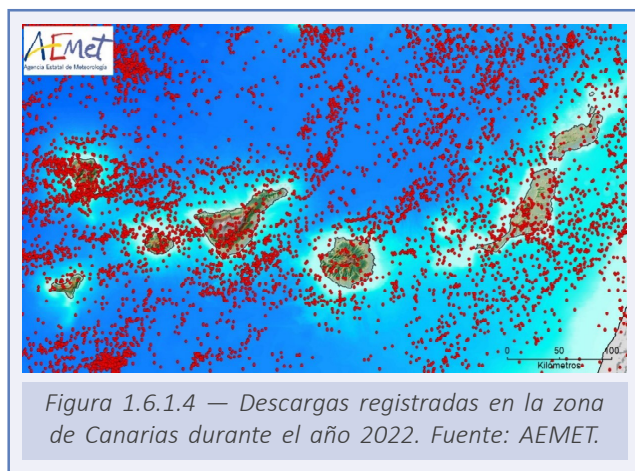 AEmet
Agencia Estatal de Meteorología
0 50 100
Kilómetros
Figura 1.6.1.4 — Descargas registradas en la zona
de Canarias durante el año 2022. Fuente: AEMET.